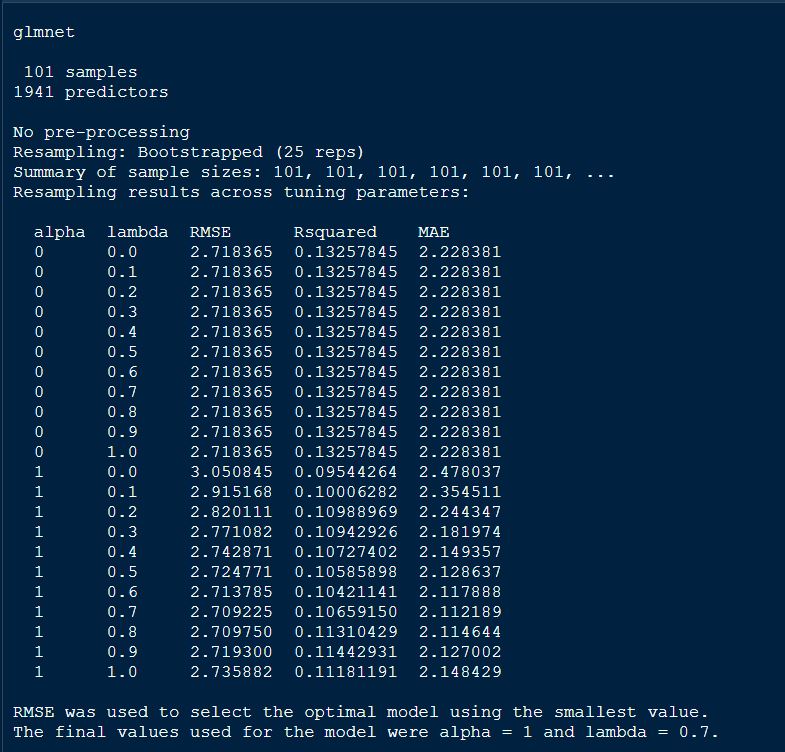 glmnet
101 samples
1941 predictors
No pre-processing
Resampling: Bootstrapped (25 reps)
Summary of sample sizes: 101, 101, 101, 101, 101, 101, ...
Resampling results across tuning parameters:
alpha lambda RMSE Rsquared MAE
0 0.0 2.718365 0.13257845 2.228381
0 0.1 2.718365 0.13257845 2.228381
0 0.2 2.718365 0.13257845 2.228381
0 0.3 2.718365 0.13257845 2.228381
0 0.4 2.718365 0.13257845 2.228381
0 0.5 2.718365 0.13257845 2.228381
0 0.6 2.718365 0.13257845 2.228381
0 0.7 2.718365 0.13257845 2.228381
0 0.8 2.718365 0.13257845 2.228381
0 0.9 2.718365 0.13257845 2.228381
0 1.0 2.718365 0.13257845 2.228381
1 0.0 3.050845 0.09544264 2.478037
1 0.1 2.915168 0.10006282 2.354511
1 0.2 2.820111 0.10988969 2.244347
1 0.3 2.771082 0.10942926 2.181974
1 0.4 2.742871 0.10727402 2.149357
1 0.5 2.724771 0.10585898 2.128637
1 0.6 2.713785 0.10421141 2.117888
1 0.7 2.709225 0.10659150 2.112189
1 0.8 2.709750 0.11310429 2.114644
1 0.9 2.719300 0.11442931 2.127002
1 1.0 2.735882 0.11181191 2.148429
RMSE was used to select the optimal model using the smallest value.
The final values used for the model were alpha = 1 and lambda = 0.7.